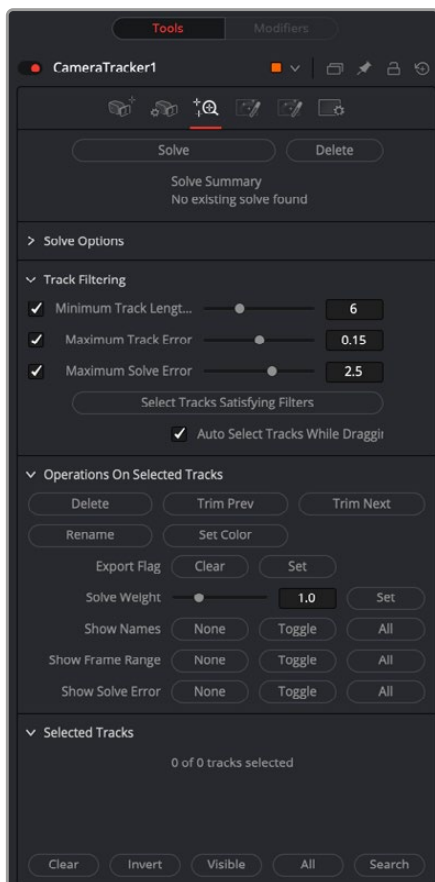 Tools Modifiers
CameraTracker1
Solve Delete
Solve Summary
No existing solve found
Solve Options
Track Filtering
Minimum Track Lengt... 6
Maximum Track Error 0.15
Maximum Solve Error 2.5
Select Tracks Satisfying Filters
Auto Select Tracks While Draggir
Operations On Selected Tracks
Delete Trim Prev Trim Next
Rename Set Color
Export Flag Clear Set
Solve Weight 1.0 Set
Show Names None Toggle All
Show Frame Range None Toggle All
Show Solve Error None Toggle All
Selected Tracks
0 of 0 tracks selected
Clear Invert Visible All Search